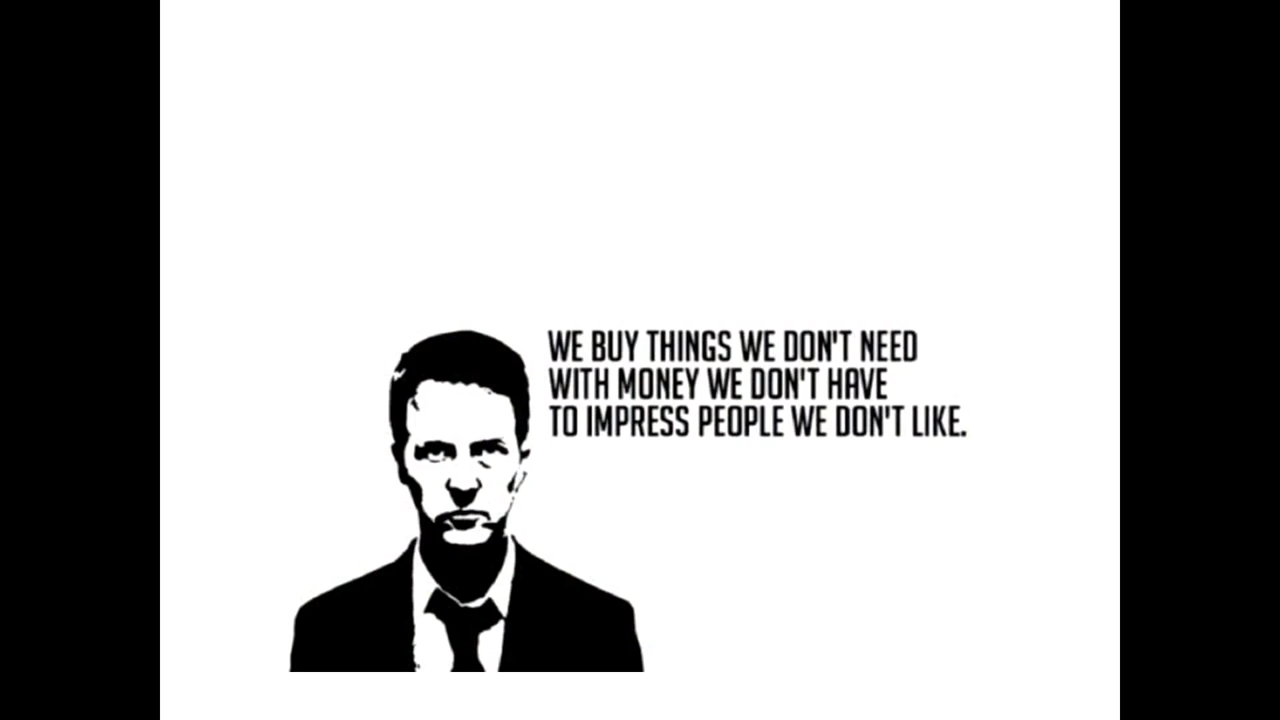 WE BUY THINGS WE DON'T NEED
WITH MONEY WE DON'T HAVE
TO IMPRESS PEOPLE WE DON'T LIKE.